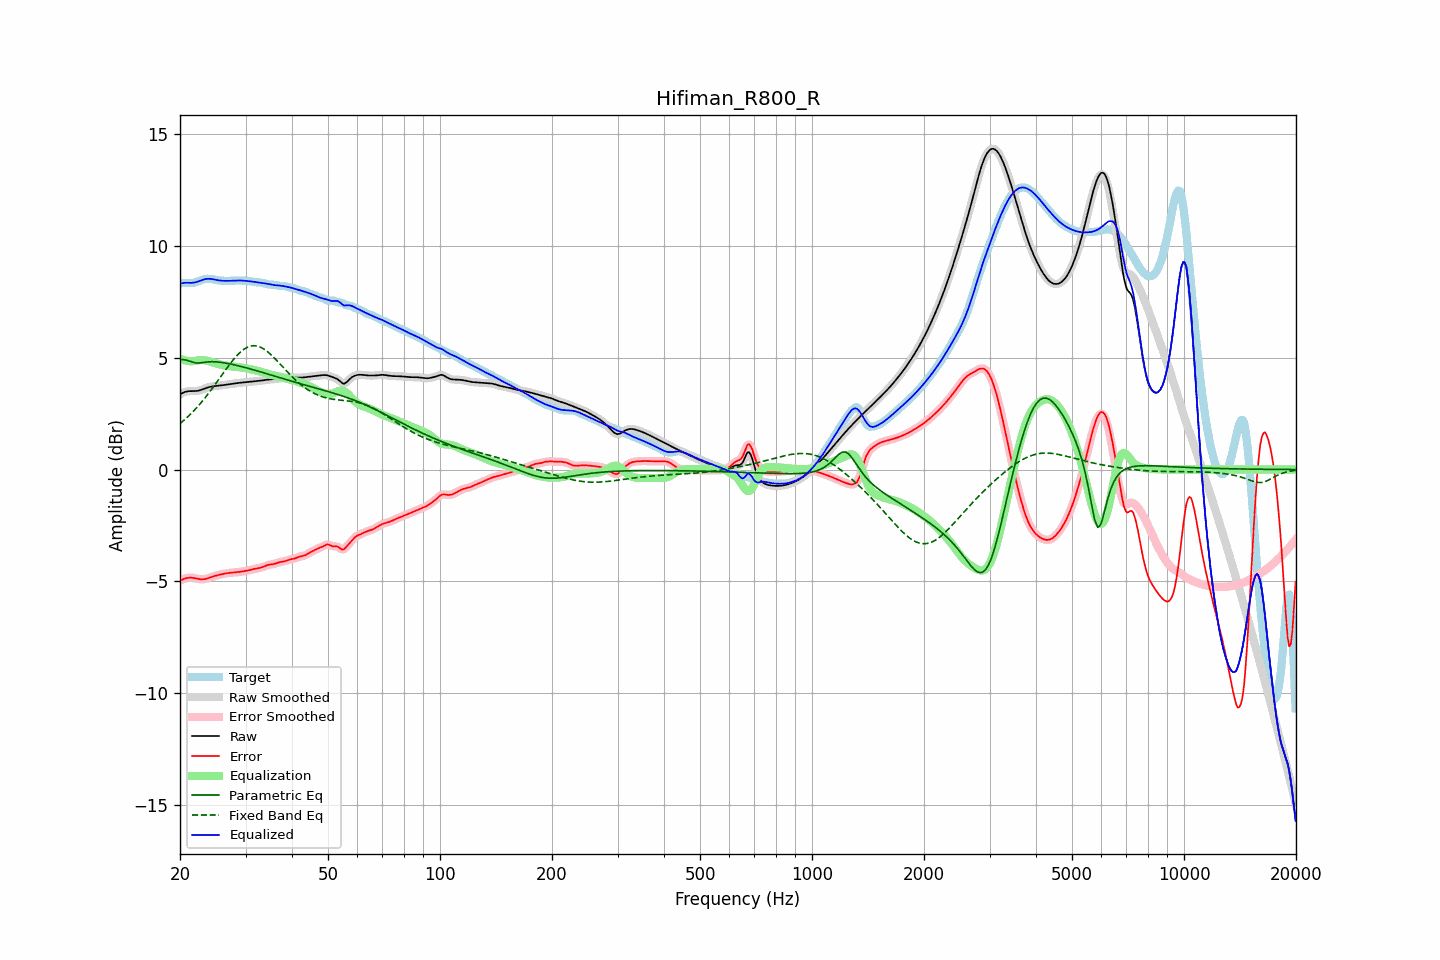 Hifiman_R800_R
15
10
5
0
−5
−10
−15
Amplitude (dBr)
Target
Raw Smoothed
Error Smoothed
Raw
Error
Equalization
Parametric Eq
Fixed Band Eq
Equalized
20 50 100 200 500 1000 2000 5000 10000 20000
Frequency (Hz)